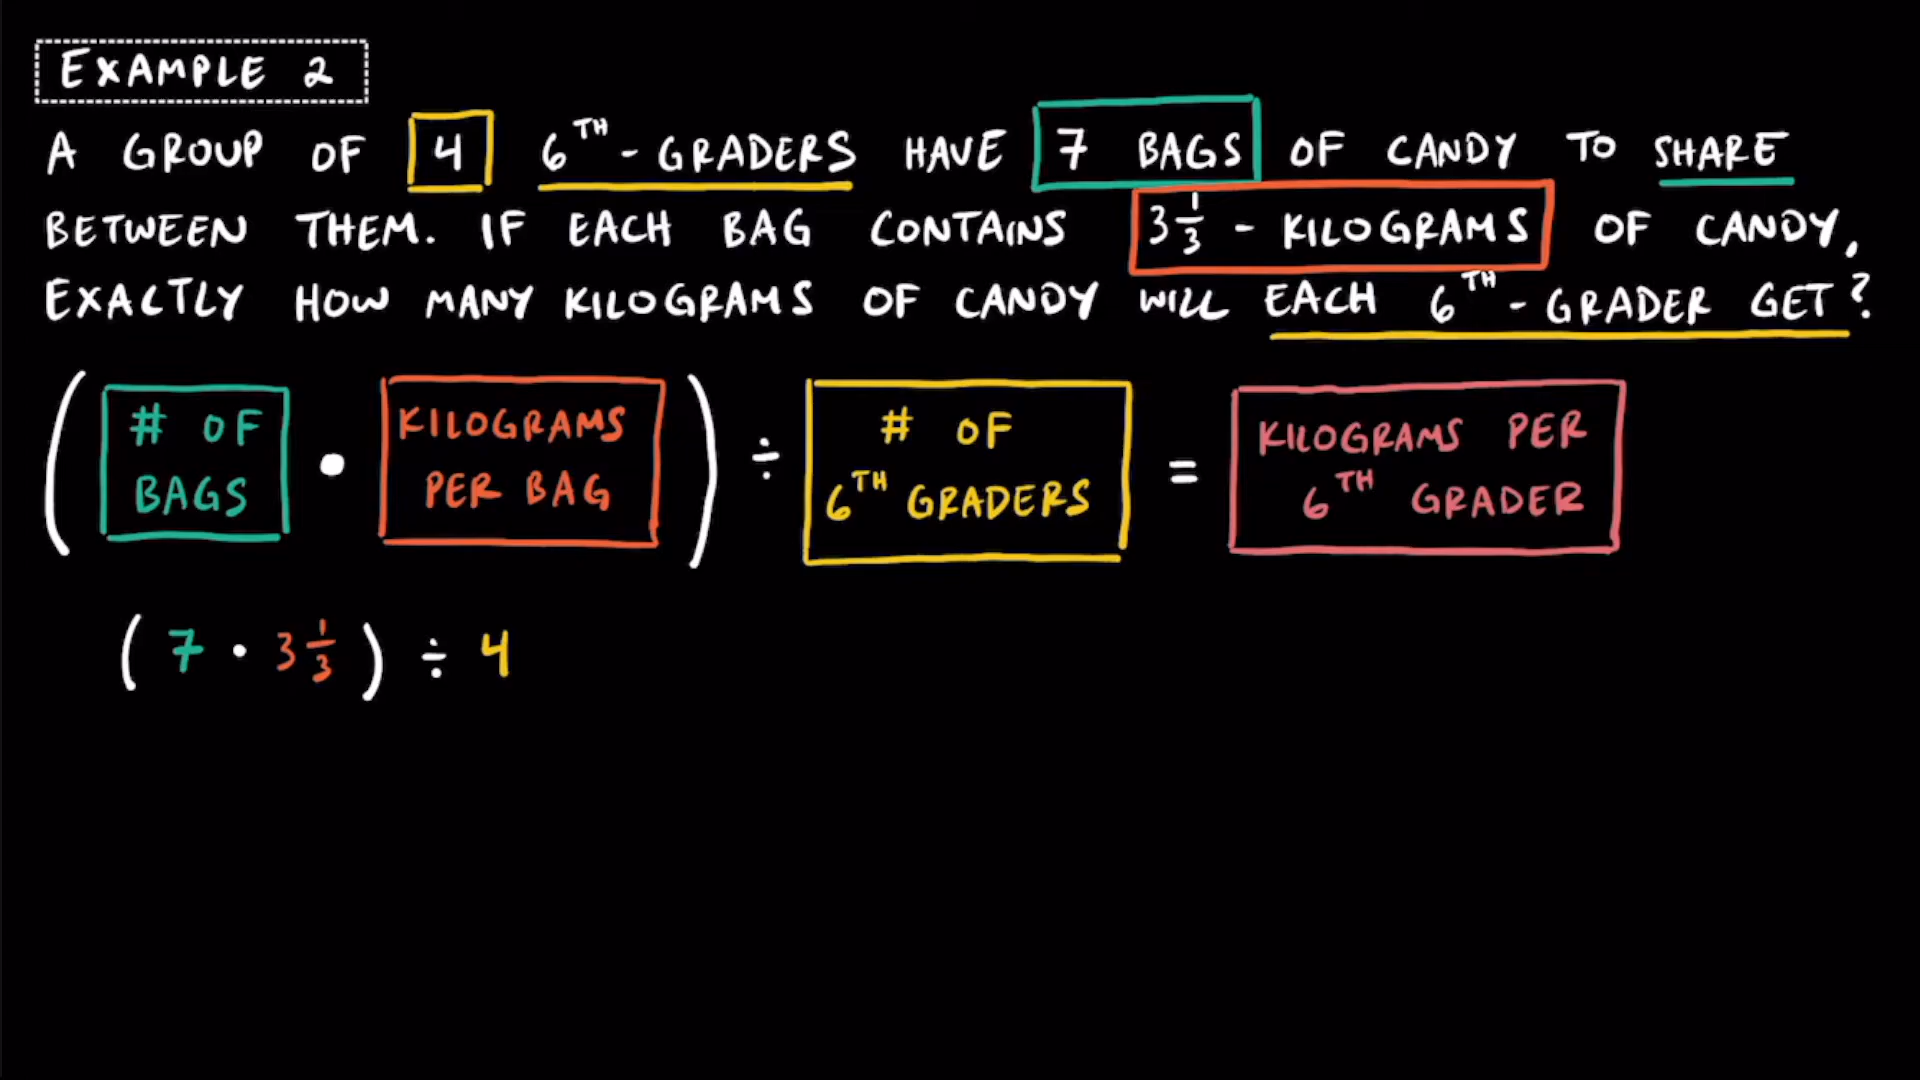 EXAMPLE 2
A GROUP OF 4 6TH-GRADERS HAVE 7 BAGS OF CANDY TO SHARE
BETWEEN THEM. IF EACH BAG CONTAINS 3 1/3 - KILOGRAMS OF CANDY,
EXACTLY HOW MANY KILOGRAMS OF CANDY WILL EACH 6TH-GRADER GET?
( # OF BAGS • KILOGRAMS PER BAG ) ÷ # OF 6TH GRADERS = KILOGRAMS PER 6TH GRADER
( 7 • 3 1/3 ) ÷ 4